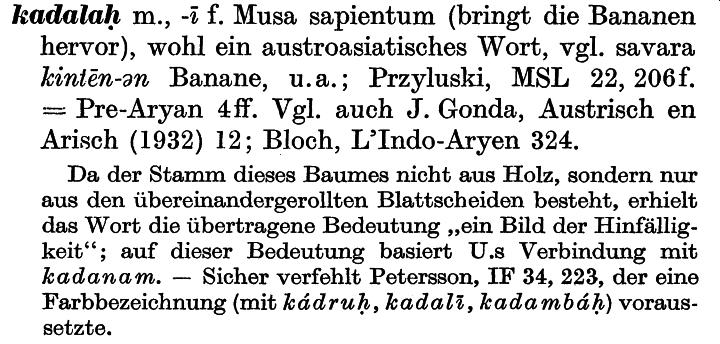 kadalaḥ m., -ī f. Musa sapientum (bringt die Bananen
hervor), wohl ein austroasiatisches Wort, vgl. savara
kintēn-ən Banane, u.a.; Przyluski, MSL 22, 206f.
= Pre-Aryan 4ff. Vgl. auch J. Gonda, Austrisch en
Arisch (1932) 12; Bloch, L’Indo-Aryen 324.
Da der Stamm dieses Baumes nicht aus Holz, sondern nur
aus den übereinandergerollten Blattscheiden besteht, erhielt
das Wort die übertragene Bedeutung „ein Bild der Hinfällig-
keit“; auf dieser Bedeutung basiert U.s Verbindung mit
kadanam. — Sicher verfehlt Petersson, IF 34, 223, der eine
Farbbezeichnung (mit kádruḥ, kadalī, kadambáḥ) voraus-
setzte.